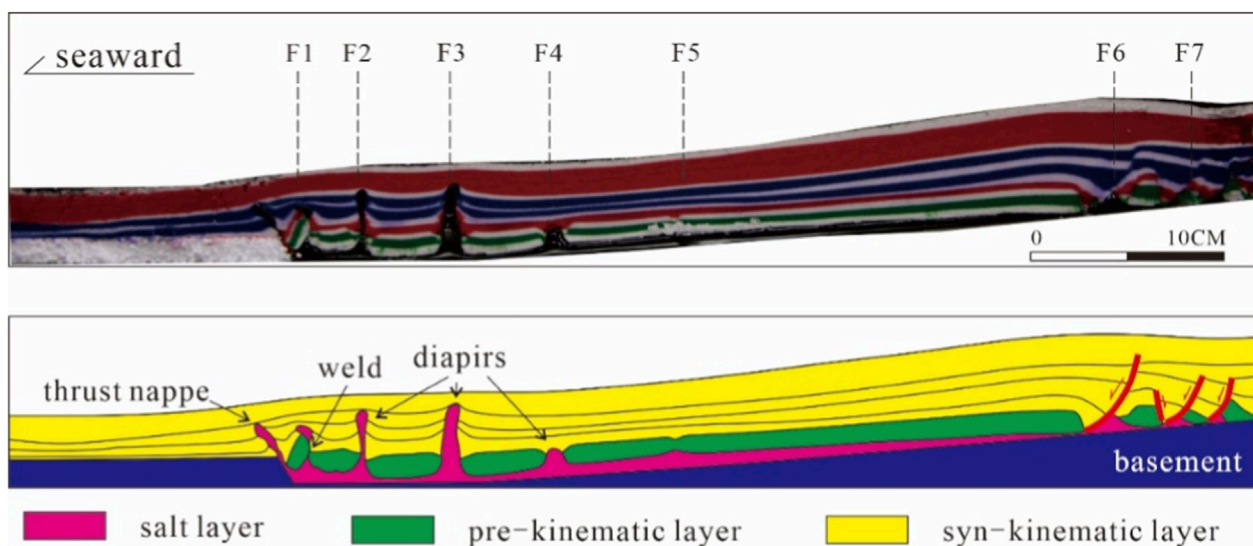 seaward
F1 F2 F3 F4 F5 F6 F7
0 10CM
thrust nappe
weld
diapirs
basement
salt layer
pre-kinematic layer
syn-kinematic layer